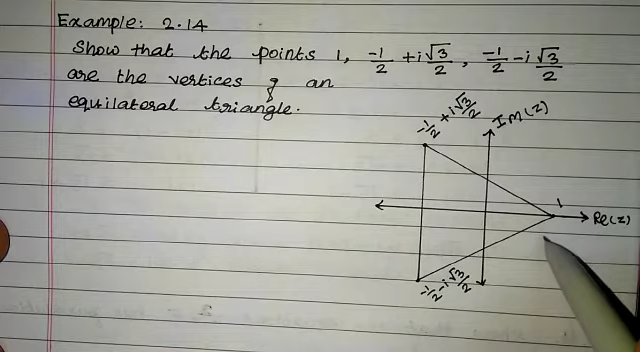 Example: 2.14
Show that the points 1, -1/2 + i√3/2, -1/2 - i√3/2
are the vertices of an
equilateral triangle.
-1/2 + i√3/2
Im(z)
1
Re(z)
-1/2 - i√3/2